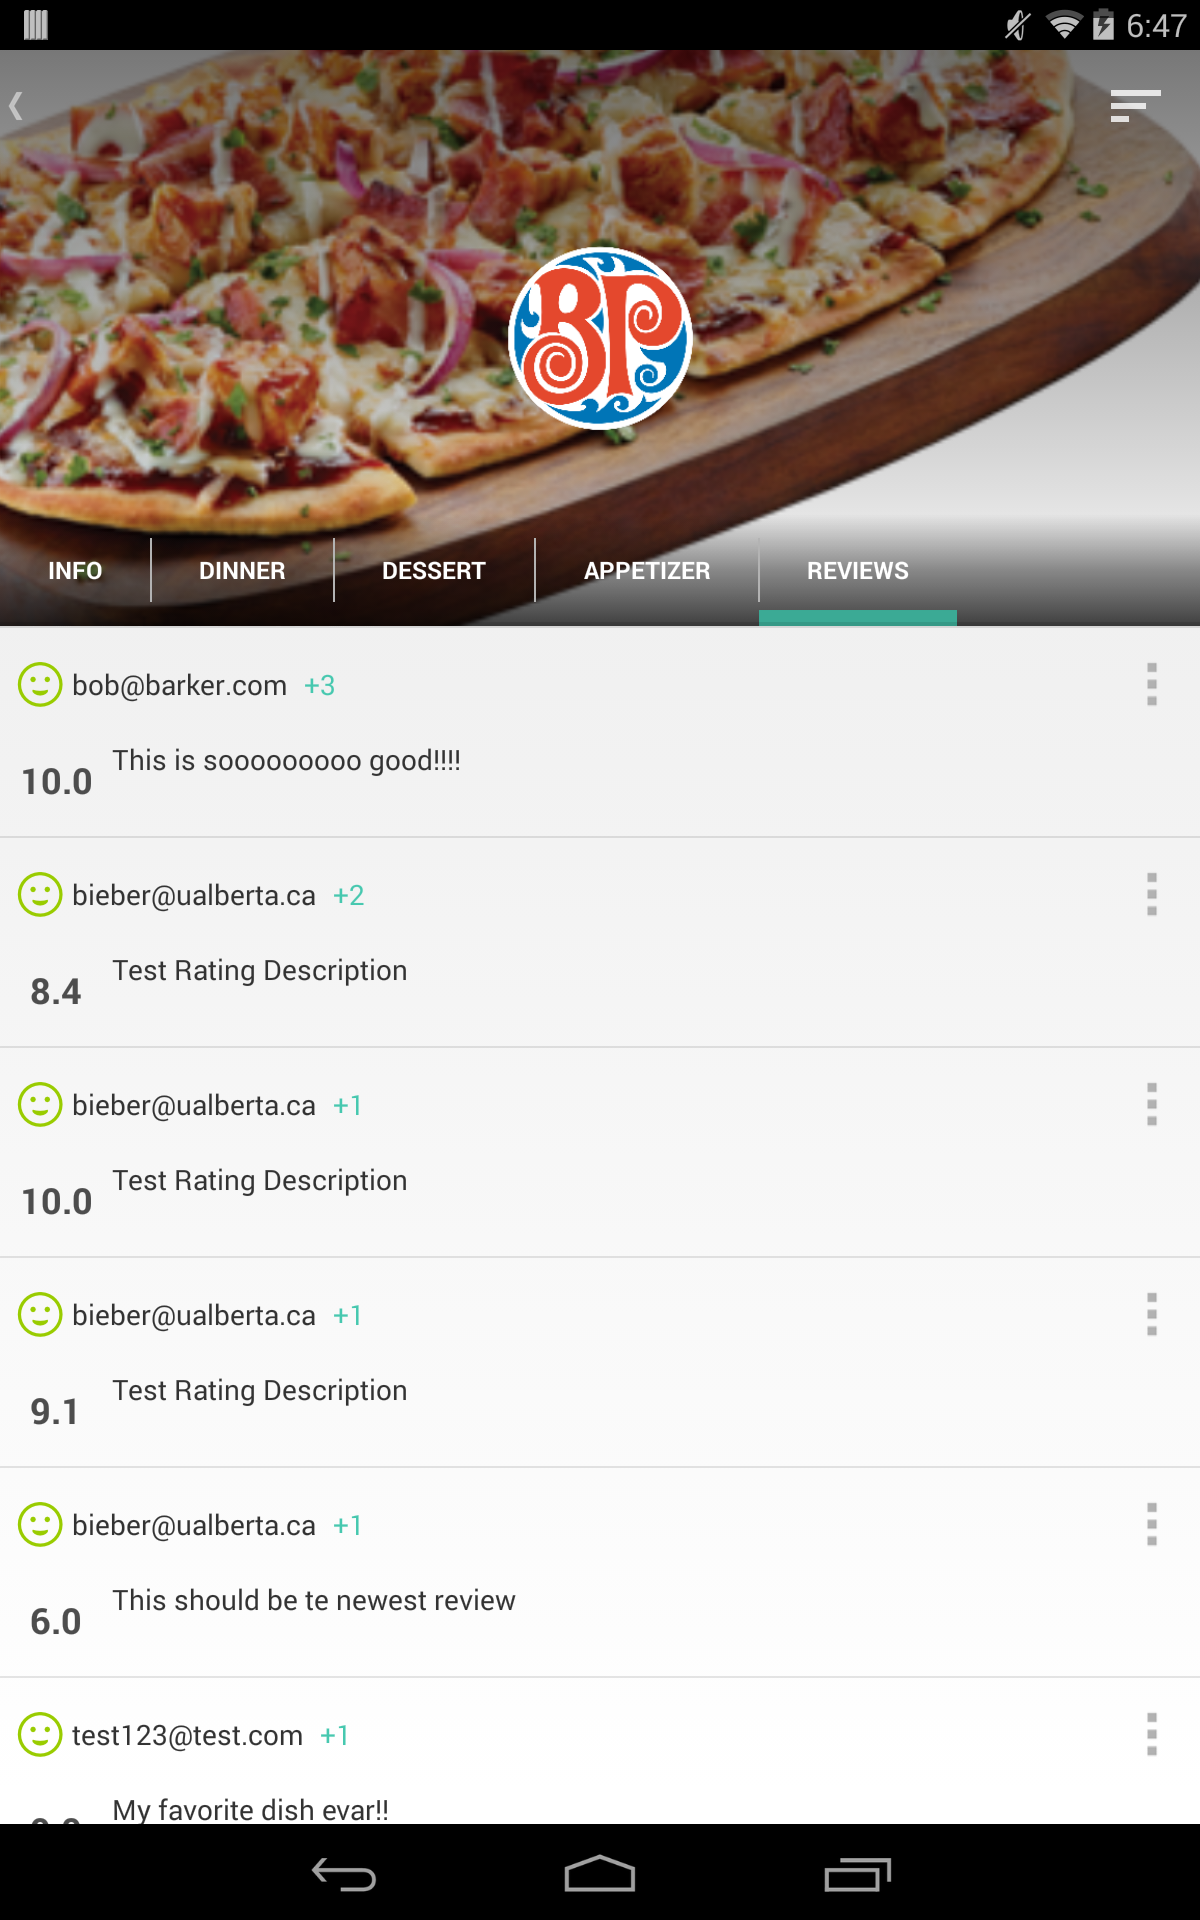 6:47
BP
INFO
DINNER
DESSERT
APPETIZER
REVIEWS
bob@barker.com +3
This is sooooooooo good!!!!
10.0
bieber@ualberta.ca +2
Test Rating Description
8.4
bieber@ualberta.ca +1
Test Rating Description
10.0
bieber@ualberta.ca +1
Test Rating Description
9.1
bieber@ualberta.ca +1
This should be te newest review
6.0
test123@test.com +1
My favorite dish evar!!